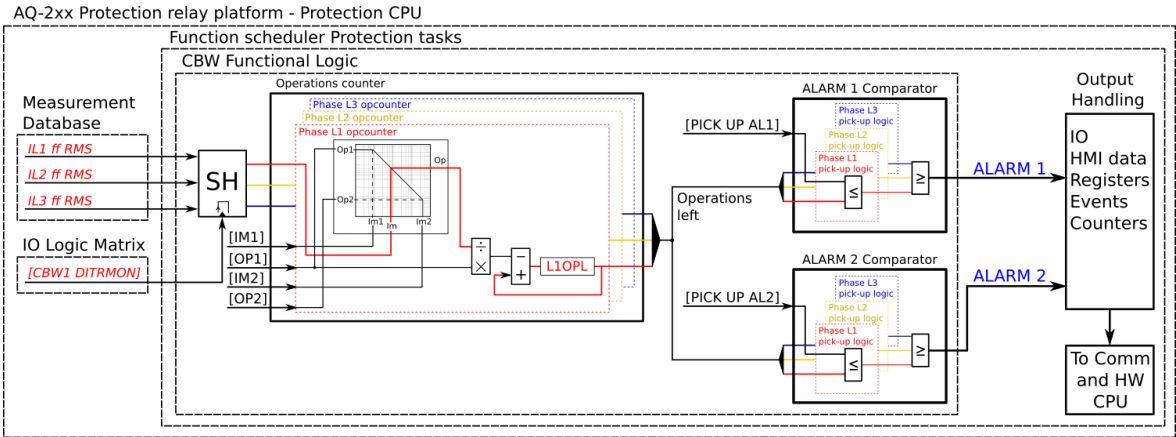 AQ-2xx Protection relay platform - Protection CPU
Function scheduler Protection tasks
CBW Functional Logic
Operations counter
Measurement
Database
IL1 ff RMS
IL2 ff RMS
IL3 ff RMS
SH
IO Logic Matrix
[CBW1 DITRMON]
Phase L3 opcounter
Phase L2 opcounter
Phase L1 opcounter
Op1
Op2
Op
Im1
Im2
Im
[IM1]
[OP1]
[IM2]
[OP2]
÷
×
−
+
L1OPL
Operations
left
ALARM 1 Comparator
[PICK UP AL1]
Phase L3
pick-up logic
Phase L2
pick-up logic
Phase L1
pick-up logic
≤
≥
ALARM 1
ALARM 2 Comparator
[PICK UP AL2]
Phase L3
pick-up logic
Phase L2
pick-up logic
Phase L1
pick-up logic
≤
≥
ALARM 2
Output
Handling
IO
HMI data
Registers
Events
Counters
To Comm
and HW
CPU